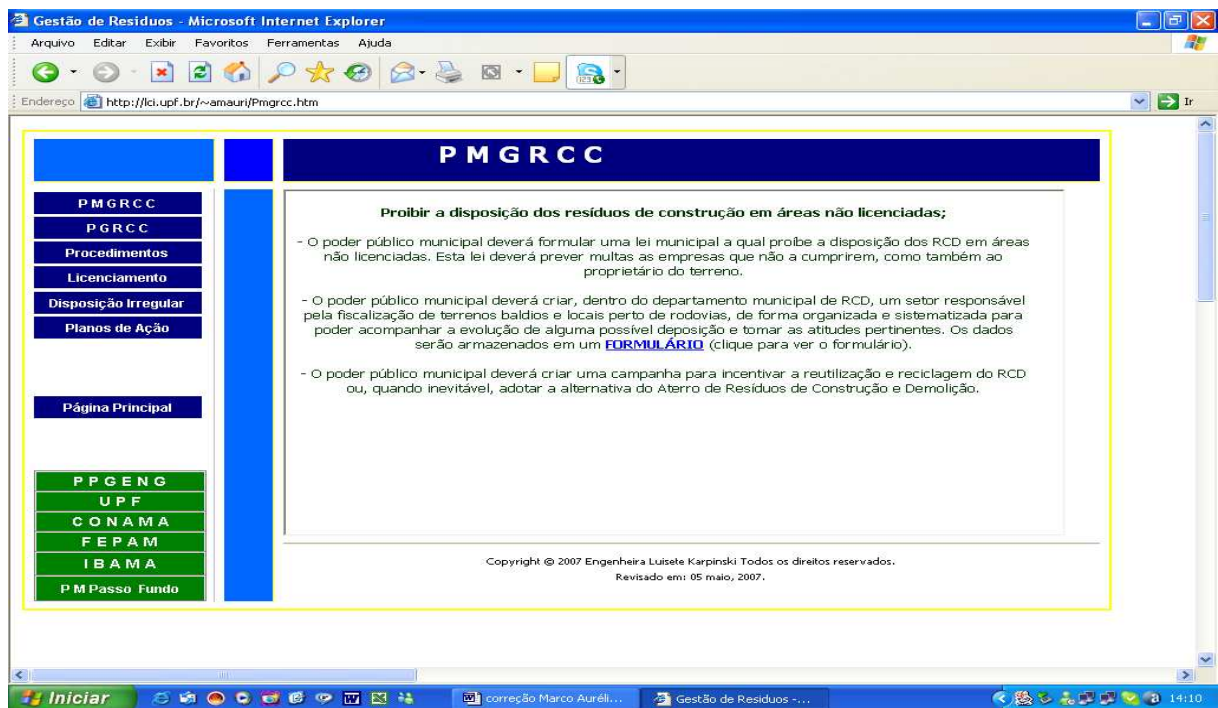 Gestão de Residuos - Microsoft Internet Explorer
Arquivo Editar Exibir Favoritos Ferramentas Ajuda
Endereço http://lci.upf.br/~amauri/Pmgrcc.htm Ir
P M G R C C
P M G R C C
P G R C C
Procedimentos
Licenciamento
Disposição Irregular
Planos de Ação
Página Principal
P P G E N G
U P F
C O N A M A
F E P A M
I B A M A
P M Passo Fundo
Proibir a disposição dos resíduos de construção em áreas não licenciadas;
- O poder público municipal deverá formular uma lei municipal a qual proíbe a disposição dos RCD em áreas
não licenciadas. Esta lei deverá prever multas as empresas que não a cumprirem, como também ao
proprietário do terreno.
- O poder público municipal deverá criar, dentro do departamento municipal de RCD, um setor responsável
pela fiscalização de terrenos baldios e locais perto de rodovias, de forma organizada e sistematizada para
poder acompanhar a evolução de alguma possível deposição e tomar as atitudes pertinentes. Os dados
serão armazenados em um FORMULÁRIO (clique para ver o formulário).
- O poder público municipal deverá criar uma campanha para incentivar a reutilização e reciclagem do RCD
ou, quando inevitável, adotar a alternativa do Aterro de Resíduos de Construção e Demolição.
Copyright © 2007 Engenheira Luisete Karpinski Todos os direitos reservados.
Revisado em: 05 maio, 2007.
Iniciar correção Marco Auréli... Gestão de Residuos -... 14:10